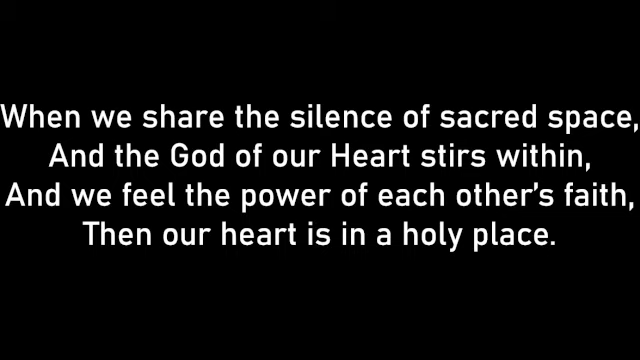 When we share the silence of sacred space,
And the God of our Heart stirs within,
And we feel the power of each other’s faith,
Then our heart is in a holy place.